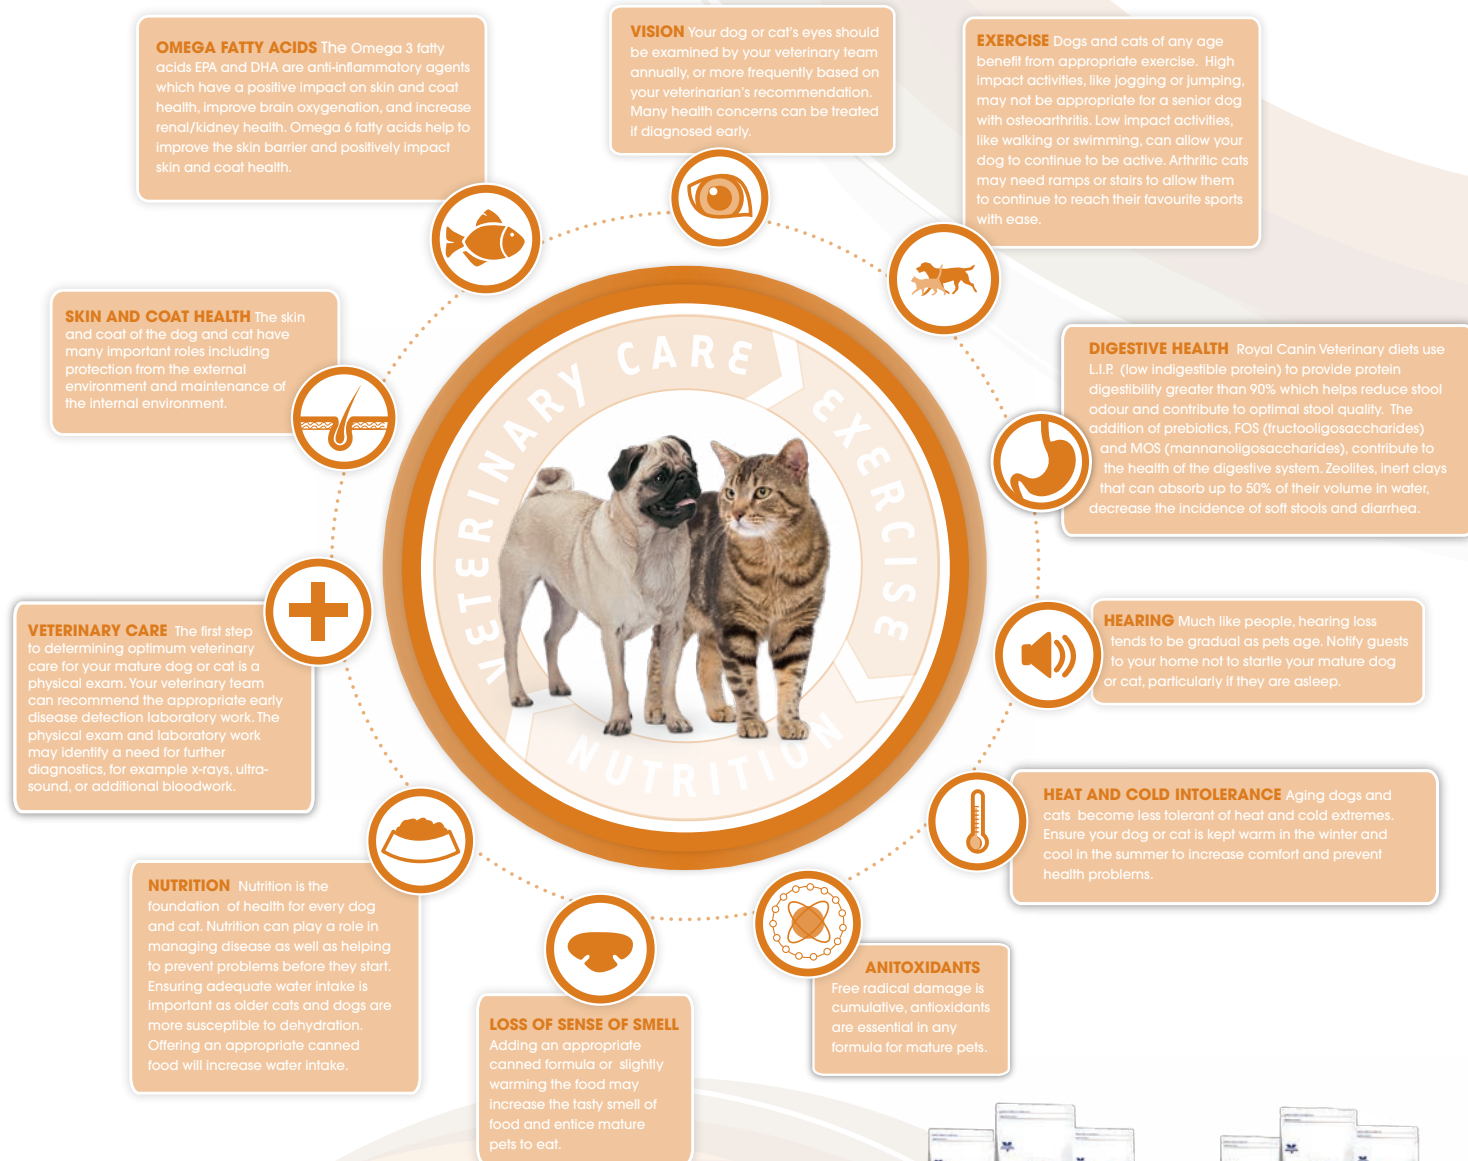 OMEGA FATTY ACIDS The Omega 3 fatty
acids EPA and DHA are anti-inflammatory agents
which have a positive impact on skin and coat
health, improve brain oxygenation, and increase
renal/kidney health. Omega 6 fatty acids help to
improve the skin barrier and positively impact
skin and coat health.
VISION Your dog or cat's eyes should
be examined by your veterinary team
annually, or more frequently based on
your veterinarian's recommendation.
Many health concerns can be treated
if diagnosed early.
EXERCISE Dogs and cats of any age
benefit from appropriate exercise. High
impact activities, like jogging or jumping,
may not be appropriate for a senior dog
with osteoarthritis. Low impact activities,
like walking or swimming, can allow your
dog to continue to be active. Arthritic cats
may need ramps or stairs to allow them
to continue to reach their favourite sports
with ease.
SKIN AND COAT HEALTH The skin
and coat of the dog and cat have
many important roles including
protection from the external
environment and maintenance of
the internal environment.
DIGESTIVE HEALTH Royal Canin Veterinary diets use
L.I.P. (low indigestible protein) to provide protein
digestibility greater than 90% which helps reduce stool
odour and contribute to optimal stool quality. The
addition of prebiotics, FOS (fructooligosaccharides)
and MOS (mannanoligosaccharides), contribute to
the health of the digestive system. Zeolites, inert clays
that can absorb up to 50% of their volume in water,
decrease the incidence of soft stools and diarrhea.
VETERINARY CARE
EXERCISE
NUTRITION
VETERINARY CARE The first step
to determining optimum veterinary
care for your mature dog or cat is a
physical exam. Your veterinary team
can recommend the appropriate early
disease detection laboratory work. The
physical exam and laboratory work
may identify a need for further
diagnostics, for example x-rays, ultra-
sound, or additional bloodwork.
HEARING Much like people, hearing loss
tends to be gradual as pets age. Notify guests
to your home not to startle your mature dog
or cat, particularly if they are asleep.
HEAT AND COLD INTOLERANCE Aging dogs and
cats become less tolerant of heat and cold extremes.
Ensure your dog or cat is kept warm in the winter and
cool in the summer to increase comfort and prevent
health problems.
NUTRITION Nutrition is the
foundation of health for every dog
and cat. Nutrition can play a role in
managing disease as well as helping
to prevent problems before they start.
Ensuring adequate water intake is
important as older cats and dogs are
more susceptible to dehydration.
Offering an appropriate canned
food will increase water intake.
LOSS OF SENSE OF SMELL
Adding an appropriate
canned formula or slightly
warming the food may
increase the tasty smell of
food and entice mature
pets to eat.
ANITOXIDANTS
Free radical damage is
cumulative, antioxidants
are essential in any
formula for mature pets.